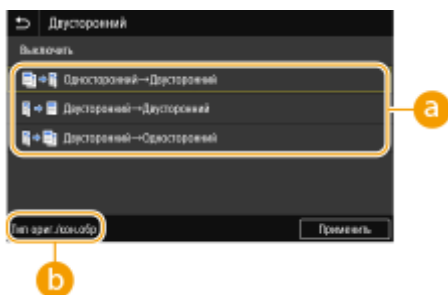 Двусторонний
Выключить
Односторонний→Двусторонний
Двусторонний→Двусторонний
Двусторонний→Односторонний
a
Тип ориг./кон.обр
Применить
b